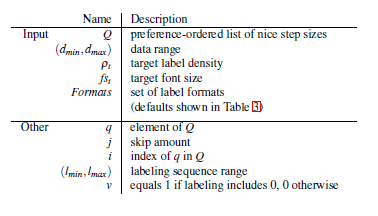 Name Description
Input Q preference-ordered list of nice step sizes
(dmin, dmax) data range
ρt target label density
fst target font size
Formats set of label formats
(defaults shown in Table 3)
Other q element of Q
j skip amount
i index of q in Q
(lmin, lmax) labeling sequence range
v equals 1 if labeling includes 0, 0 otherwise